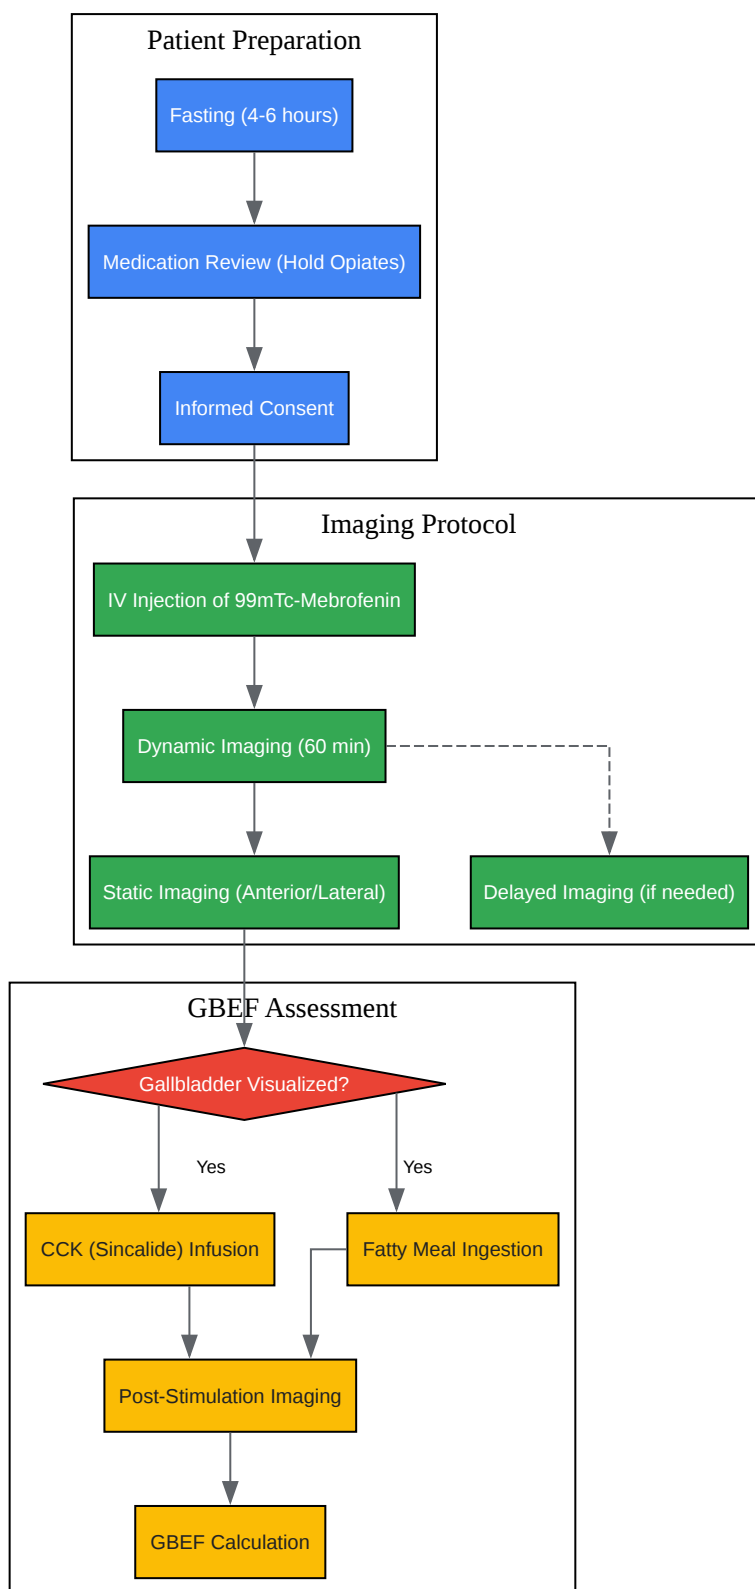 Patient Preparation
Fasting (4-6 hours)
Medication Review (Hold Opiates)
Informed Consent
Imaging Protocol
IV Injection of 99mTc-Mebrofenin
Dynamic Imaging (60 min)
Static Imaging (Anterior/Lateral)
Delayed Imaging (if needed)
GBEF Assessment
Gallbladder Visualized?
Yes
Yes
CCK (Sincalide) Infusion
Fatty Meal Ingestion
Post-Stimulation Imaging
GBEF Calculation